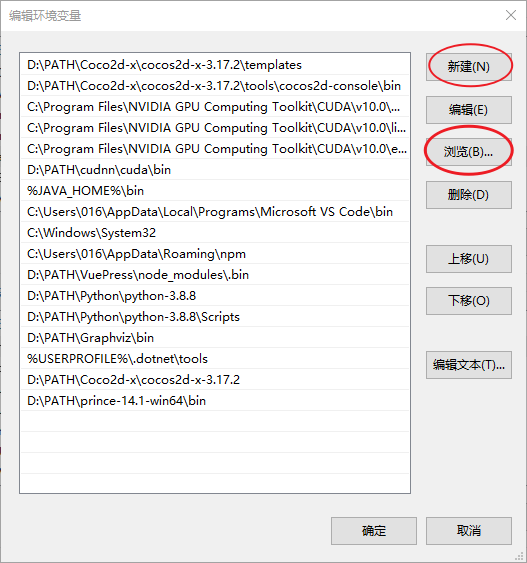 编辑环境变量
D:\PATH\Coco2d-x\cocos2d-x-3.17.2\templates
新建(N)
D:\PATH\Coco2d-x\cocos2d-x-3.17.2\tools\cocos2d-console\bin
C:\Program Files\NVIDIA GPU Computing Toolkit\CUDA\v10.0\...
编辑(E)
C:\Program Files\NVIDIA GPU Computing Toolkit\CUDA\v10.0\li...
C:\Program Files\NVIDIA GPU Computing Toolkit\CUDA\v10.0\e...
浏览(B)...
D:\PATH\cudnn\cuda\bin
%JAVA_HOME%\bin
删除(D)
C:\Users\016\AppData\Local\Programs\Microsoft VS Code\bin
C:\Windows\System32
C:\Users\016\AppData\Roaming\npm
上移(U)
D:\PATH\VuePress\node_modules\.bin
D:\PATH\Python\python-3.8.8
下移(O)
D:\PATH\Python\python-3.8.8\Scripts
D:\PATH\Graphviz\bin
%USERPROFILE%\.dotnet\tools
编辑文本(T)...
D:\PATH\Coco2d-x\cocos2d-x-3.17.2
D:\PATH\prince-14.1-win64\bin
确定
取消